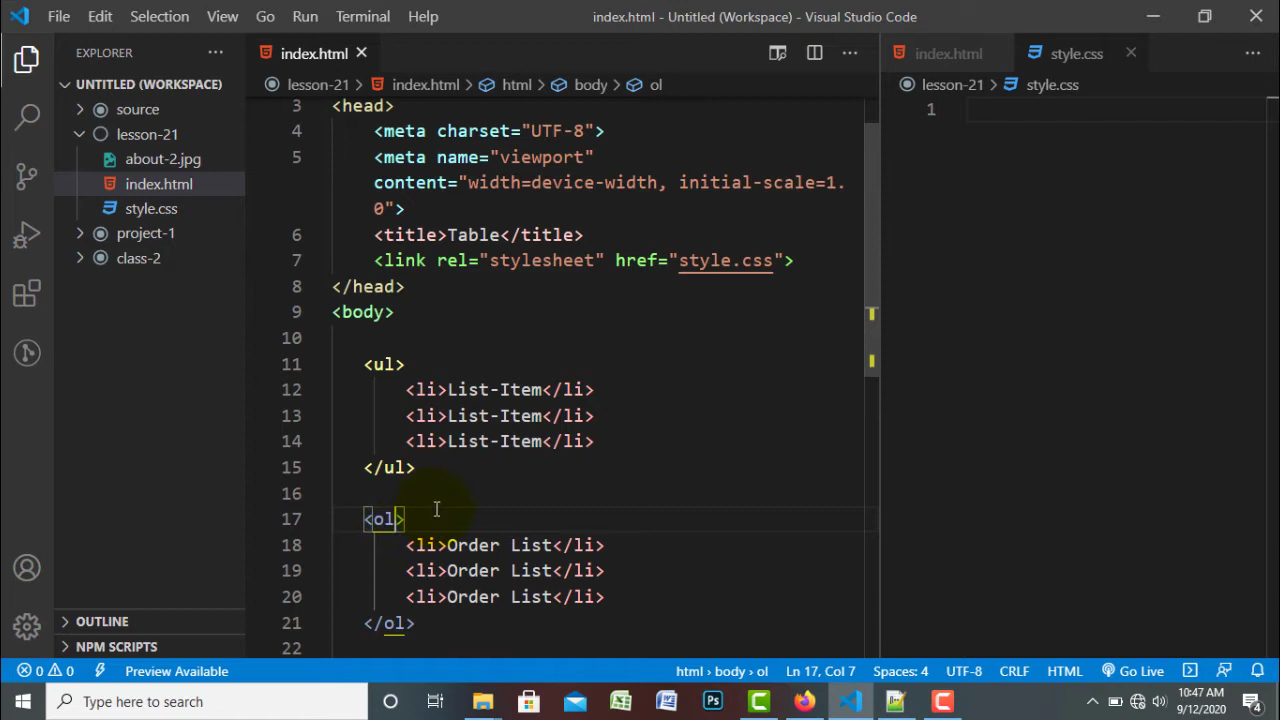 File Edit Selection View Go Run Terminal Help
index.html - Untitled (Workspace) - Visual Studio Code
EXPLORER
UNTITLED (WORKSPACE)
source
lesson-21
about-2.jpg
index.html
style.css
project-1
class-2
OUTLINE
NPM SCRIPTS
index.html
lesson-21 > index.html > html > body > ol
3 <head>
4 <meta charset="UTF-8">
5 <meta name="viewport"
content="width=device-width, initial-scale=1.
0">
6 <title>Table</title>
7 <link rel="stylesheet" href="style.css">
8 </head>
9 <body>
10
11 <ul>
12 <li>List-Item</li>
13 <li>List-Item</li>
14 <li>List-Item</li>
15 </ul>
16
17 <ol>
18 <li>Order List</li>
19 <li>Order List</li>
20 <li>Order List</li>
21 </ol>
22
index.html style.css
lesson-21 > style.css
1
0 0 Preview Available html > body > ol Ln 17, Col 7 Spaces: 4 UTF-8 CRLF HTML Go Live
Type here to search
10:47 AM
9/12/2020
4